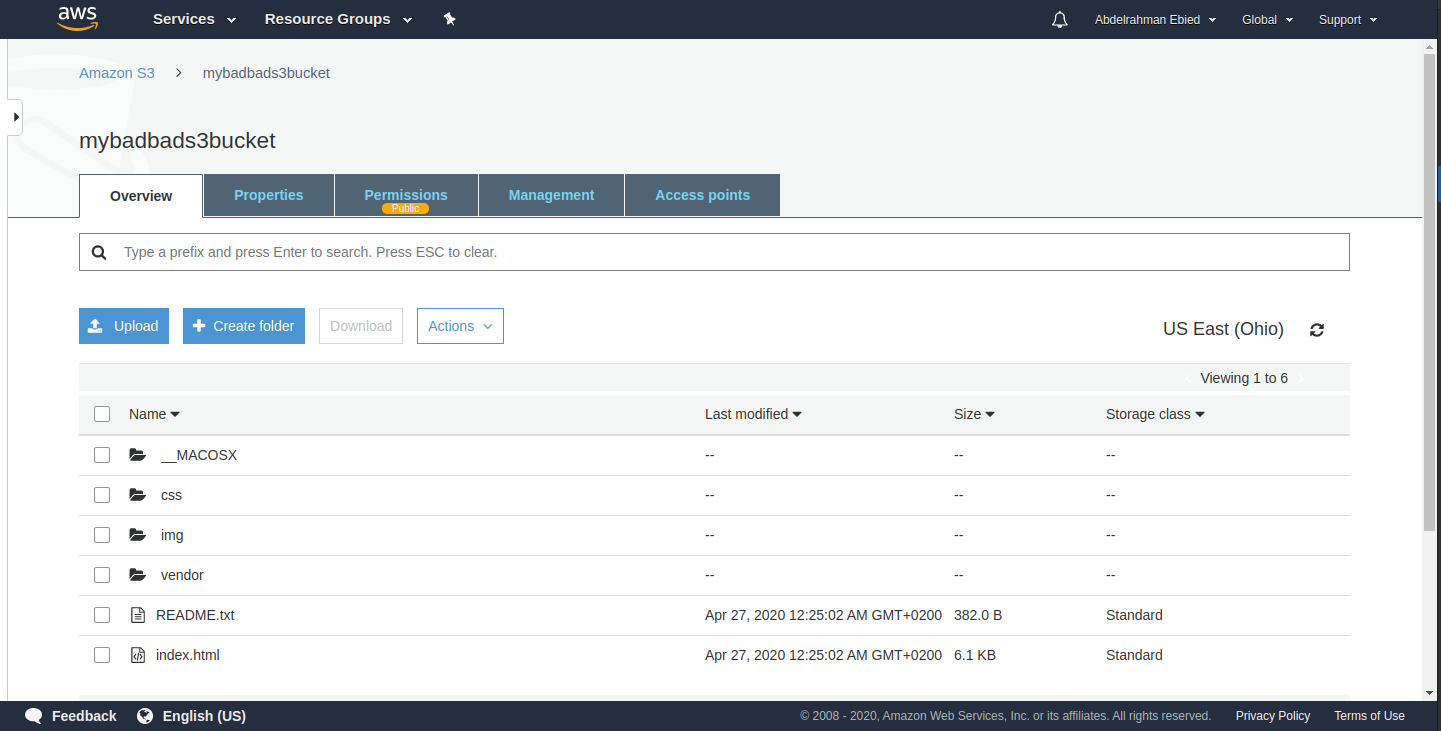 aws Services Resource Groups Abdelrahman Ebied Global Support
Amazon S3 mybadbads3bucket
mybadbads3bucket
Overview Properties Permissions Management Access points
Public
Type a prefix and press Enter to search. Press ESC to clear.
Upload Create folder Download Actions US East (Ohio)
Viewing 1 to 6
Name Last modified Size Storage class
__MACOSX -- -- --
css -- -- --
img -- -- --
vendor -- -- --
README.txt Apr 27, 2020 12:25:02 AM GMT+0200 382.0 B Standard
index.html Apr 27, 2020 12:25:02 AM GMT+0200 6.1 KB Standard
Feedback English (US) © 2008 - 2020, Amazon Web Services, Inc. or its affiliates. All rights reserved. Privacy Policy Terms of Use